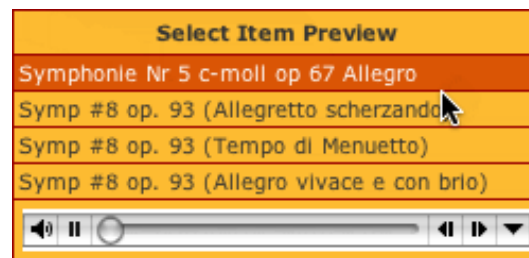 Select Item Preview
Symphonie Nr 5 c-moll op 67 Allegro
Symp #8 op. 93 (Allegretto scherzando
Symp #8 op. 93 (Tempo di Menuetto)
Symp #8 op. 93 (Allegro vivace e con brio)